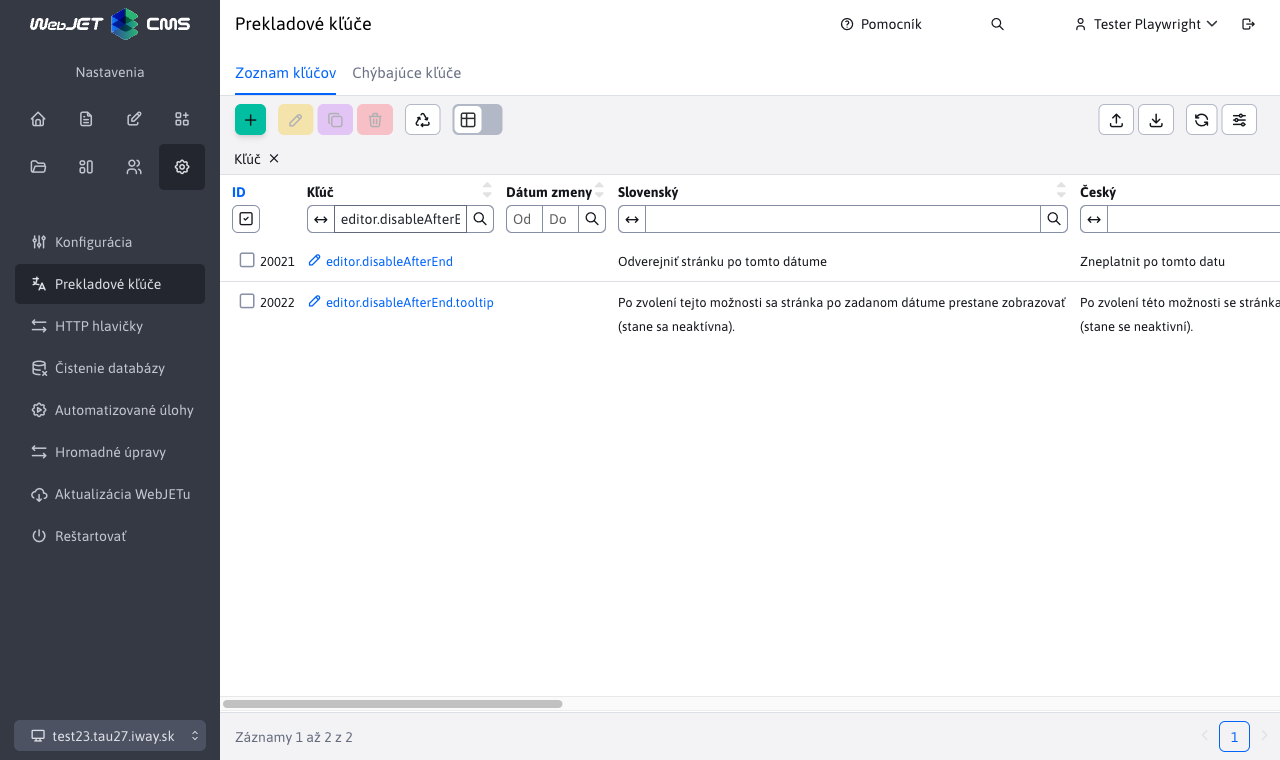 WebJET CMS
Nastavenia
Konfigurácia
Prekladové kľúče
HTTP hlavičky
Čistenie databázy
Automatizované úlohy
Hromadné úpravy
Aktualizácia WebJETu
Reštartovať
test23.tau27.iway.sk
Prekladové kľúče
Pomocník
Tester Playwright
Zoznam kľúčov
Chýbajúce kľúče
Kľúč
ID
Kľúč
Dátum zmeny
Slovenský
Český
editor.disableAfterE
Od
Do
20021
editor.disableAfterEnd
Odverejniť stránku po tomto dátume
Zneplatnit po tomto datu
20022
editor.disableAfterEnd.tooltip
Po zvolení tejto možnosti sa stránka po zadanom dátume prestane zobrazovať
(stane sa neaktívna).
Po zvolení této možnosti se stránka
(stane se neaktivní).
Záznamy 1 až 2 z 2
1